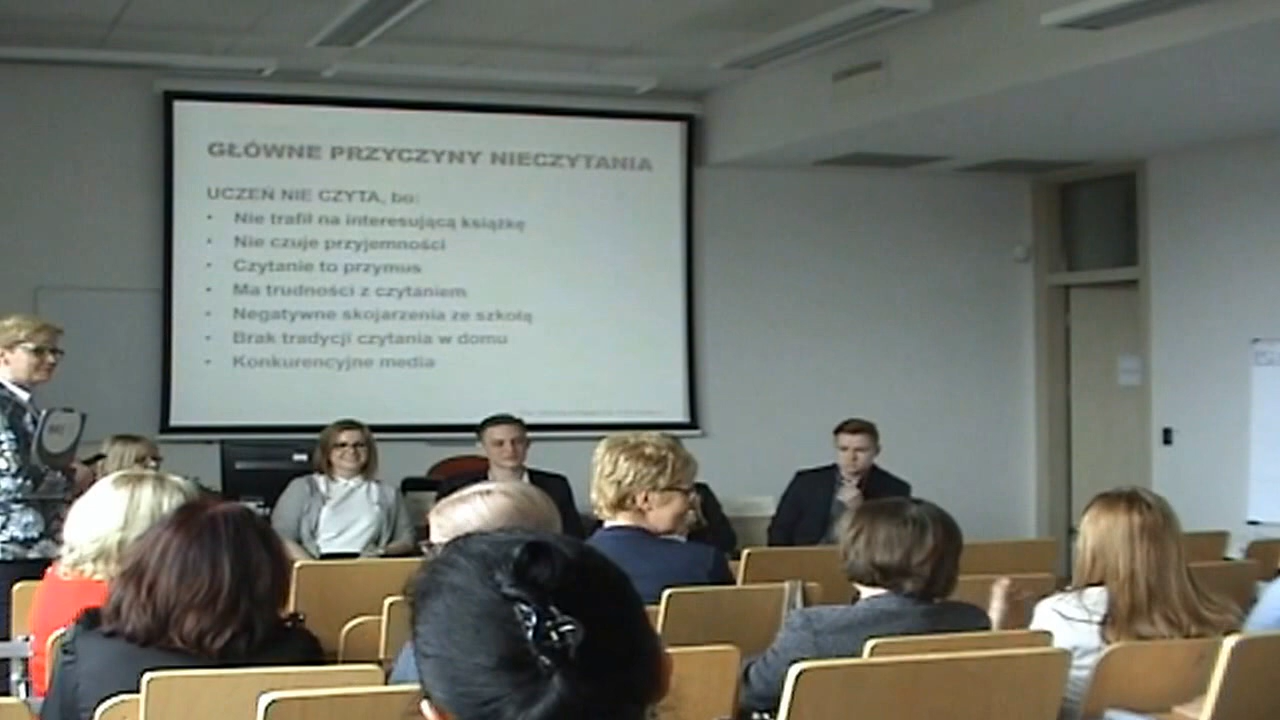 GŁÓWNE PRZYCZYNY NIECZYTANIA
UCZEŃ NIE CZYTA, bo:
• Nie trafił na interesującą książkę
• Nie czuje przyjemności
• Czytanie to przymus
• Ma trudności z czytaniem
• Negatywne skojarzenia ze szkołą
• Brak tradycji czytania w domu
• Konkurencyjne media